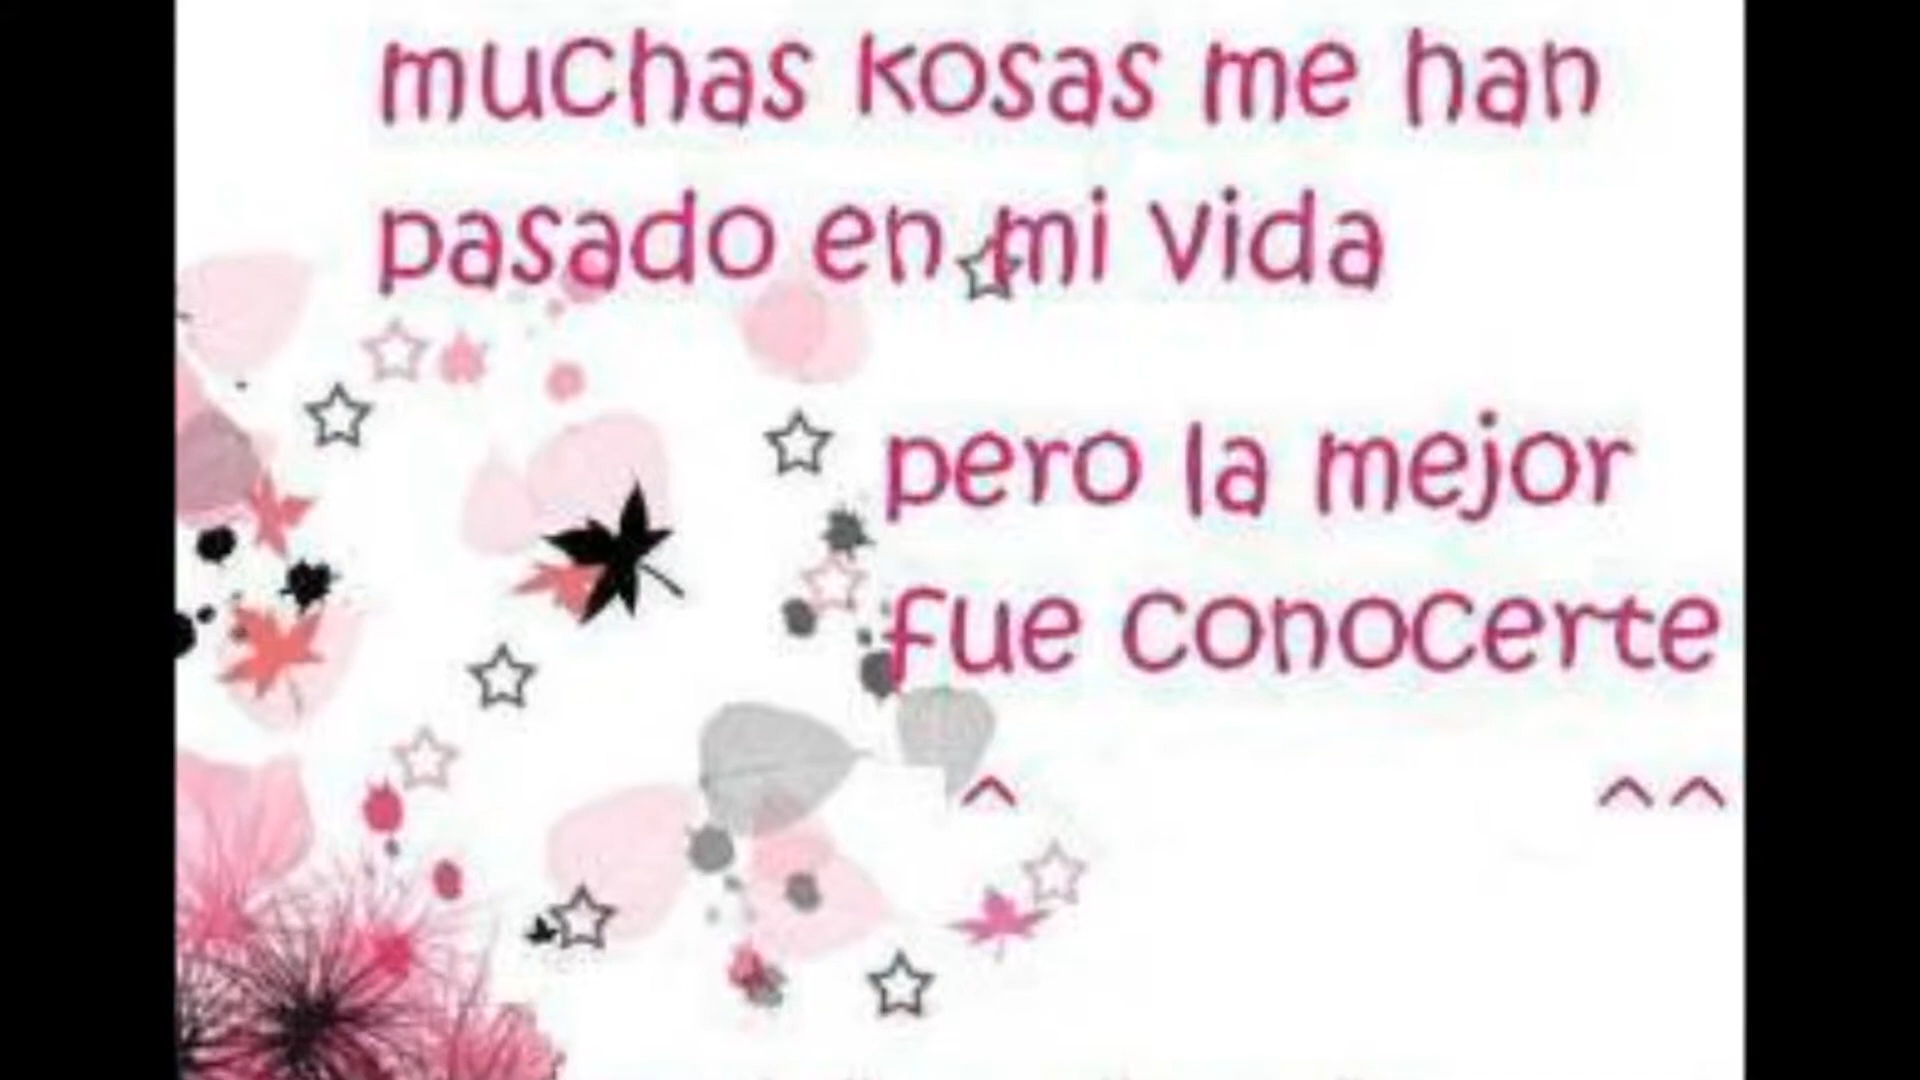 muchas kosas me han
pasado en mi vida
pero la mejor
fue conocerte
^ ^^